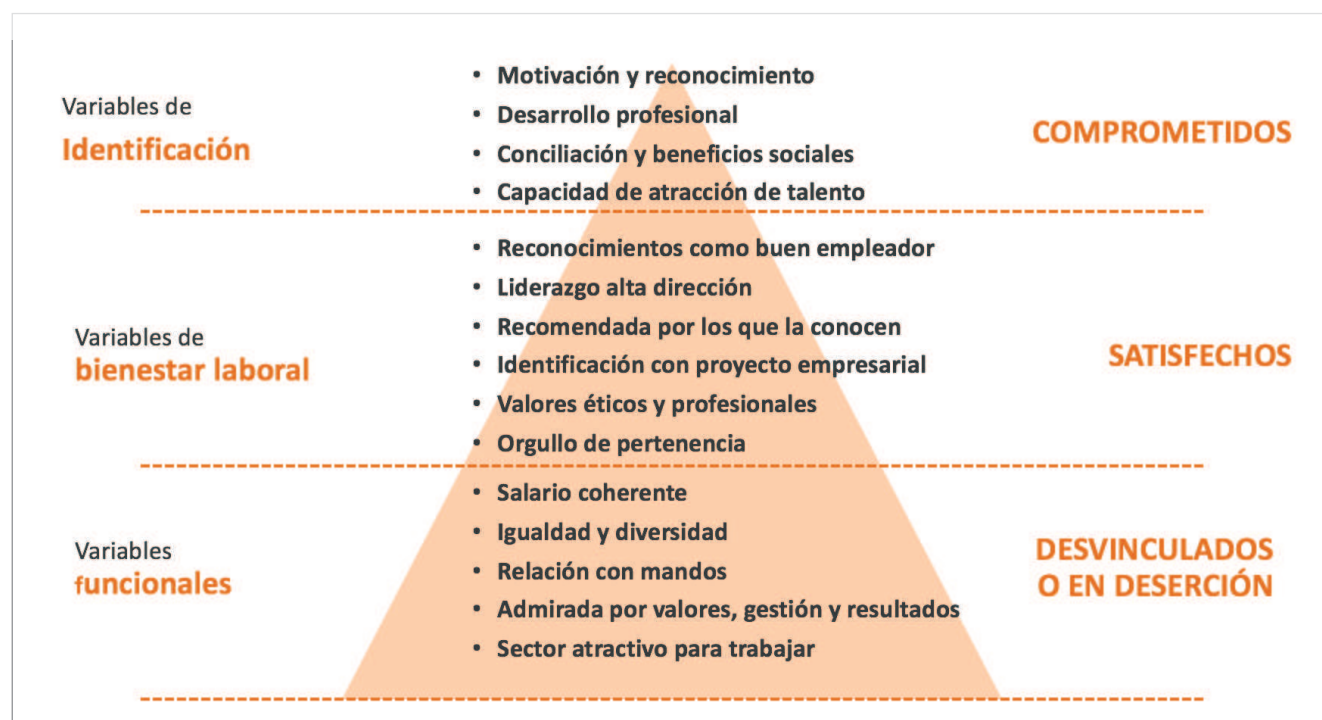 Variables de
Identificación
• Motivación y reconocimiento
• Desarrollo profesional
• Conciliación y beneficios sociales
• Capacidad de atracción de talento
COMPROMETIDOS
Variables de
bienestar laboral
• Reconocimientos como buen empleador
• Liderazgo alta dirección
• Recomendada por los que la conocen
• Identificación con proyecto empresarial
• Valores éticos y profesionales
• Orgullo de pertenencia
SATISFECHOS
Variables
funcionales
• Salario coherente
• Igualdad y diversidad
• Relación con mandos
• Admirada por valores, gestión y resultados
• Sector atractivo para trabajar
DESVINCULADOS
O EN DESERCIÓN